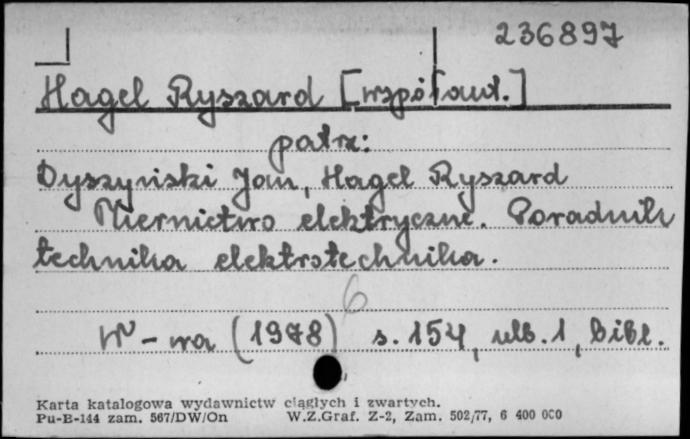 236897
Hagel Ryszard [współaut.]
patrz:
Dyszyński Jan, Hagel Ryszard
Miernictwo elektryczne. Poradnik
technika elektrotechnika.
6
W-wa (1978) s. 154, nlb. 1, Bibl.
Karta katalogowa wydawnictw ciągłych i zwartych.
Pu-B-144 zam. 567/DW/On W.Z.Graf. Z-2, Zam. 502/77, 6 400 000